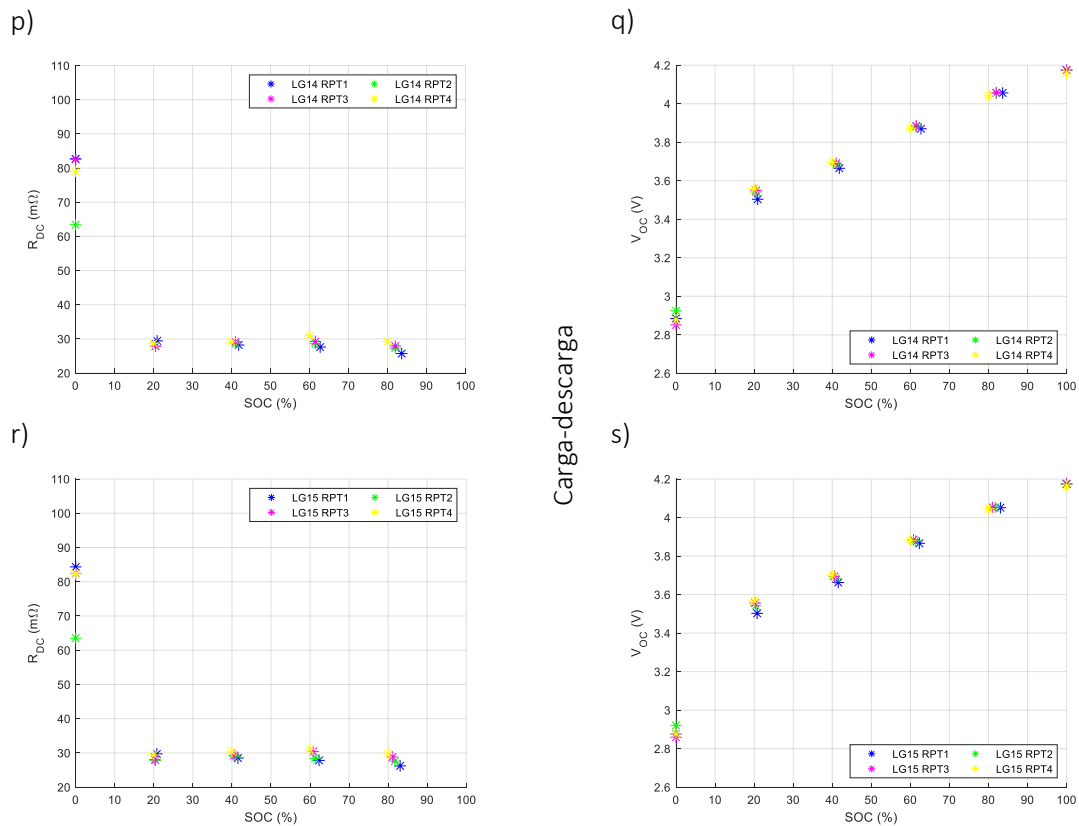 p)
110
100
90
80
70
60
50
40
30
20
0 10 20 30 40 50 60 70 80 90 100
R_DC (mΩ)
SOC (%)
LG14 RPT1 LG14 RPT2
LG14 RPT3 LG14 RPT4
q)
4.2
4
3.8
3.6
3.4
3.2
3
2.8
2.6
0 10 20 30 40 50 60 70 80 90 100
V_OC (V)
SOC (%)
LG14 RPT1 LG14 RPT2
LG14 RPT3 LG14 RPT4
Carga-descarga
r)
110
100
90
80
70
60
50
40
30
20
0 10 20 30 40 50 60 70 80 90 100
R_DC (mΩ)
SOC (%)
LG15 RPT1 LG15 RPT2
LG15 RPT3 LG15 RPT4
s)
4.2
4
3.8
3.6
3.4
3.2
3
2.8
2.6
0 10 20 30 40 50 60 70 80 90 100
V_OC (V)
SOC (%)
LG15 RPT1 LG15 RPT2
LG15 RPT3 LG15 RPT4